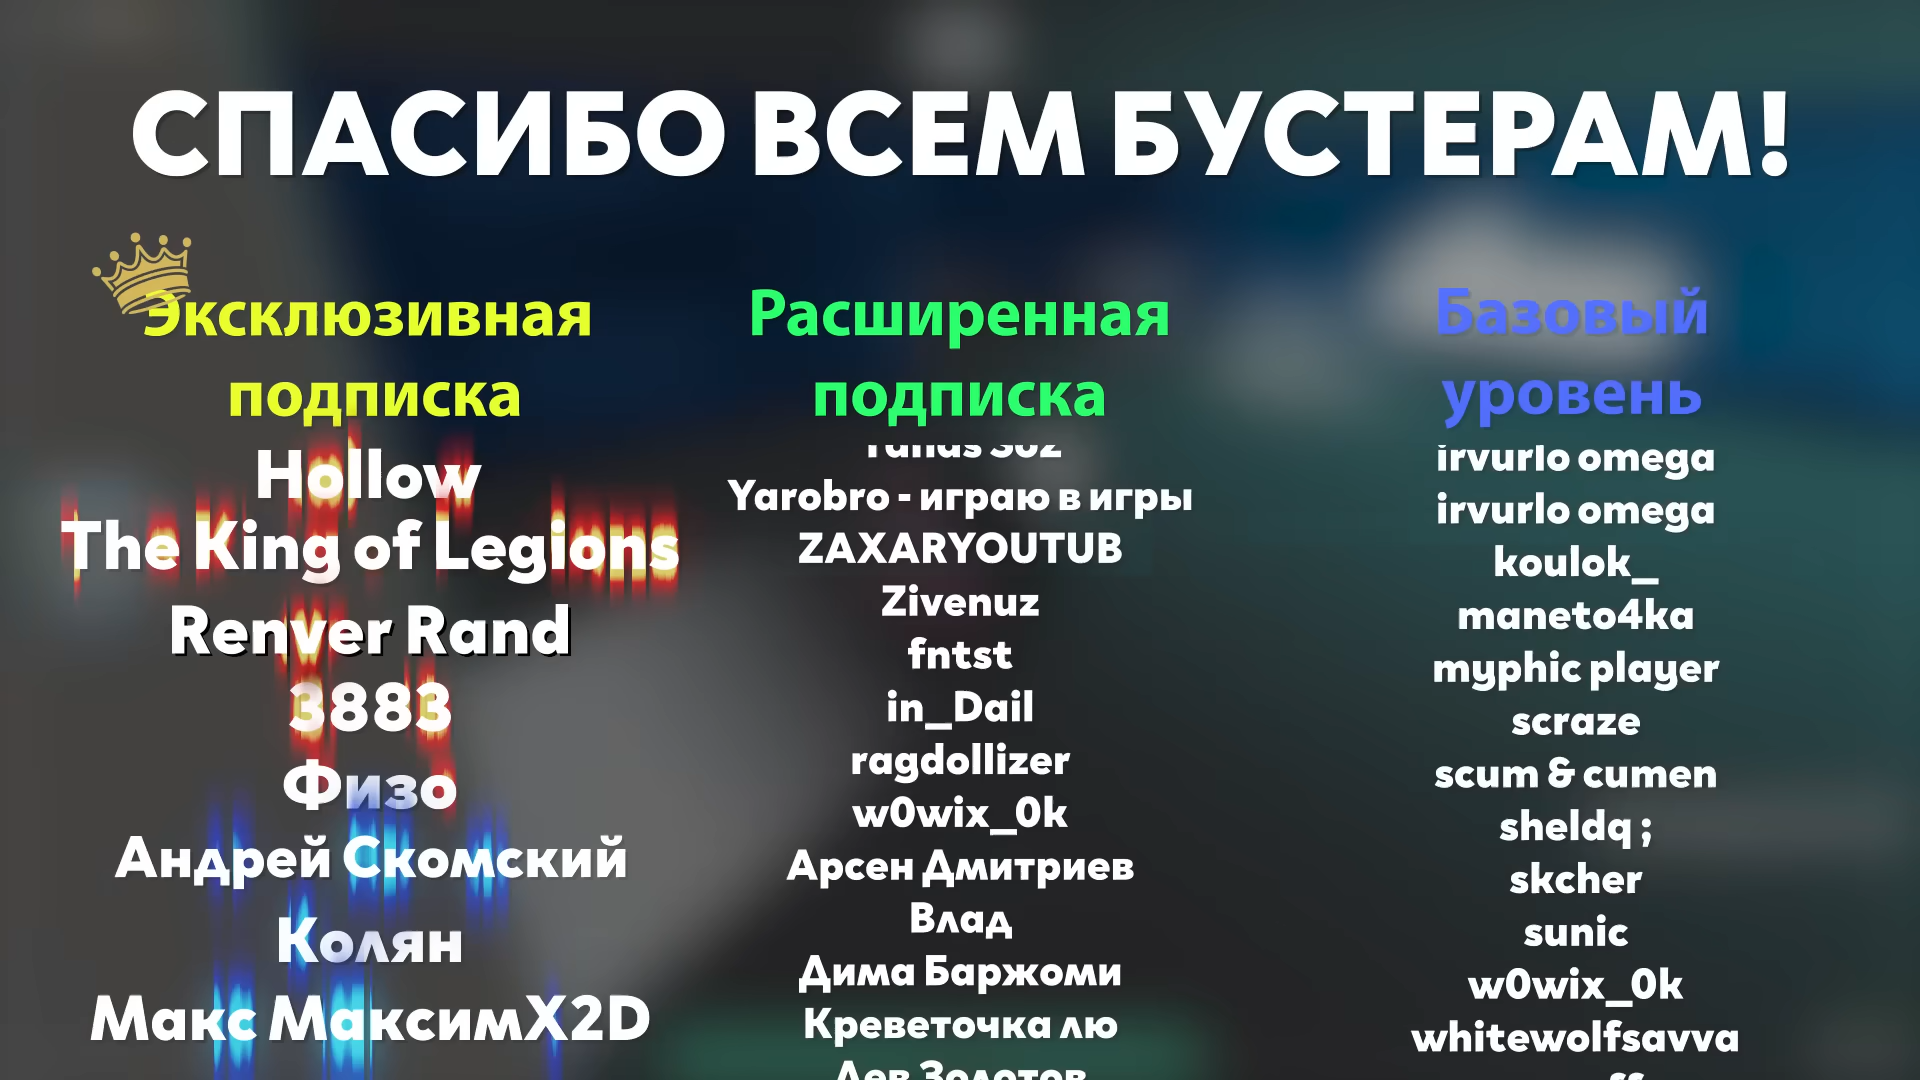 СПАСИБО ВСЕМ БУСТЕРАМ!
Эксклюзивная
подписка
Hollow
The King of Legions
Renver Rand
3883
Физо
Андрей Скомский
Колян
Макс МаксимX2D
Расширенная
подписка
Yarobro - играю в игры
ZAXARYOUTUB
Zivenuz
fntst
in_Dail
ragdollizer
w0wix_0k
Арсен Дмитриев
Влад
Дима Баржоми
Креветочка лю
Лев Золотов
Базовый
уровень
irvurlo omega
irvurlo omega
koulok_
maneto4ka
myphic player
scraze
scum & cumen
sheldq ;
skcher
sunic
w0wix_0k
whitewolfsavva